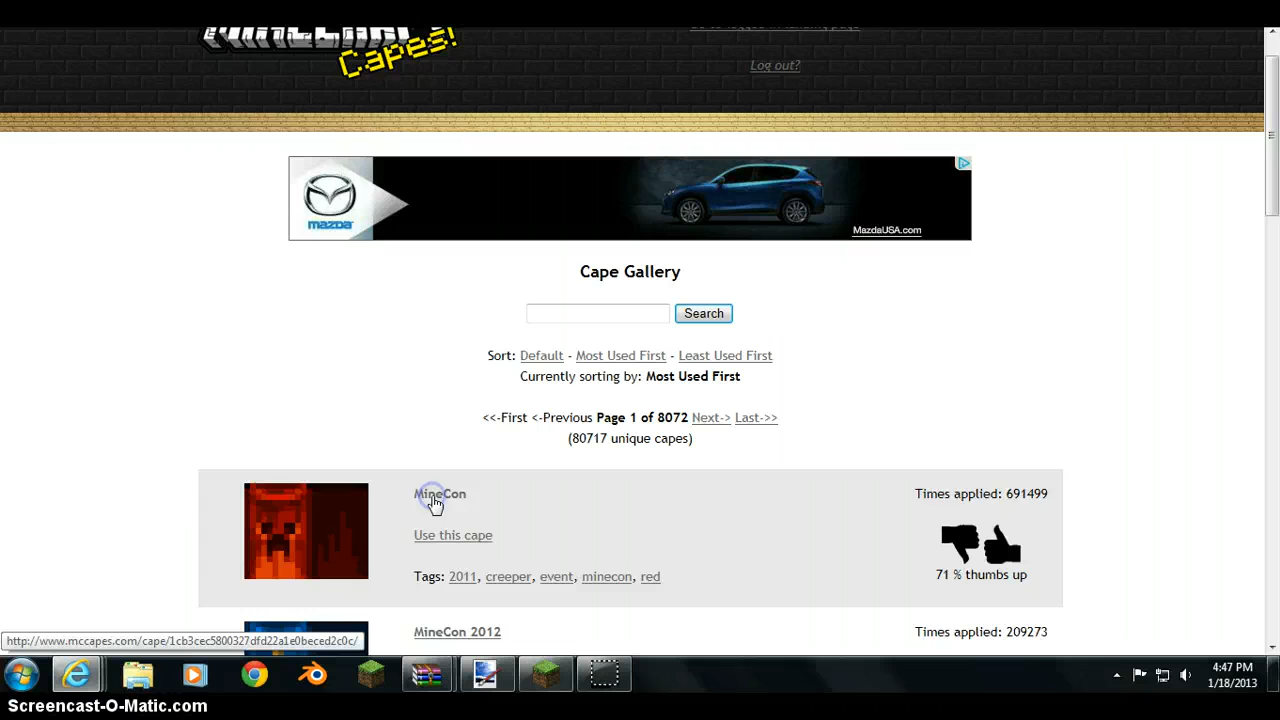 MINECRAFT
Capes!
Log out?
mazda
MazdaUSA.com
Cape Gallery
Search
Sort: Default - Most Used First - Least Used First
Currently sorting by: Most Used First
<<-First <-Previous Page 1 of 8072 Next-> Last->>
(80717 unique capes)
MineCon
Times applied: 691499
Use this cape
71 % thumbs up
Tags: 2011, creeper, event, minecon, red
MineCon 2012
Times applied: 209273
http://www.mccapes.com/cape/1cb3cec5800327dfd22a1e0beced2c0c/
4:47 PM
1/18/2013
Screencast-O-Matic.com